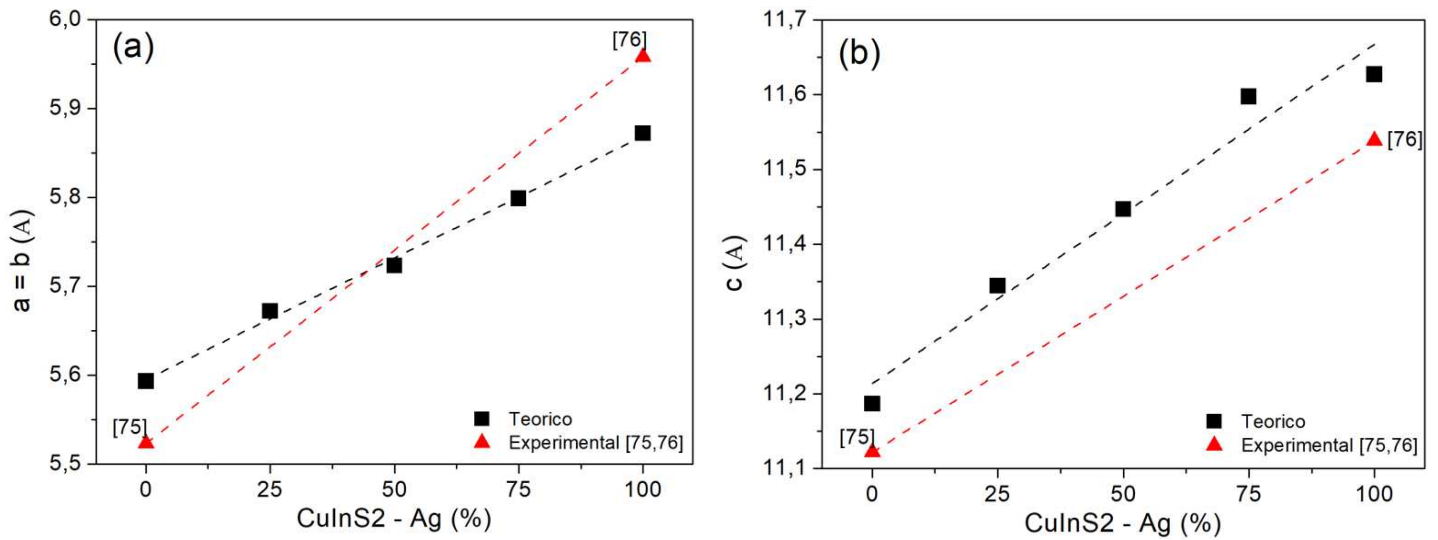 (a)
6,0
5,9
5,8
5,7
5,6
5,5
a = b (A)
[76]
[75]
Teorico
Experimental [75,76]
0 25 50 75 100
CuInS2 - Ag (%)
(b)
11,7
11,6
11,5
11,4
11,3
11,2
11,1
c (A)
[76]
[75]
Teorico
Experimental [75,76]
0 25 50 75 100
CuInS2 - Ag (%)